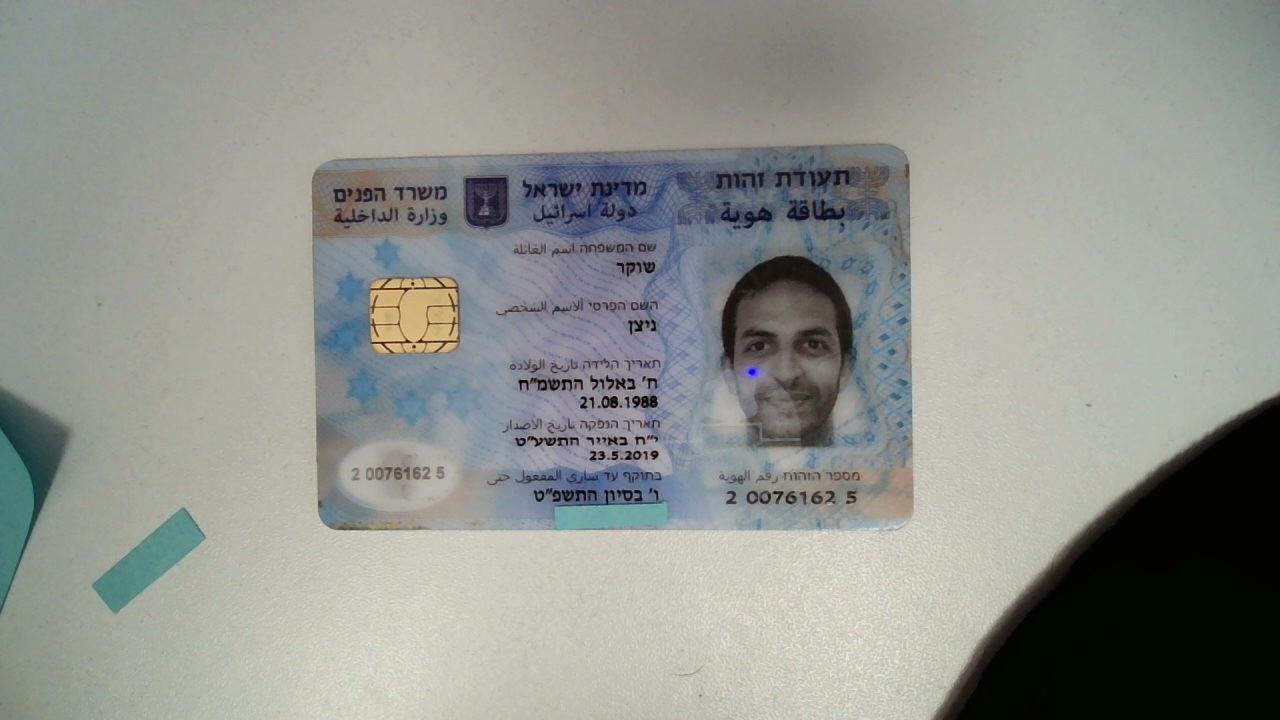 תעודת זהות
بطاقة هوية
מדינת ישראל
دولة اسرائيل
משרד הפנים
وزارة الداخلية
שם המשפחה اسم العائلة
שוקר
השם הפרטי الاسم الشخصي
ניצן
תאריך הלידה تاريخ الولادة
ח' באלול התשמ"ח
21.08.1988
תאריך הנפקה تاريخ الاصدار
י"ח באייר התשע"ט
23.5.2019
בתוקף עד ساري المفعول حتى
ו' בסיון התשפ"ט
מספר הזהות رقم الهوية
2 0076162 5
2 0076162 5